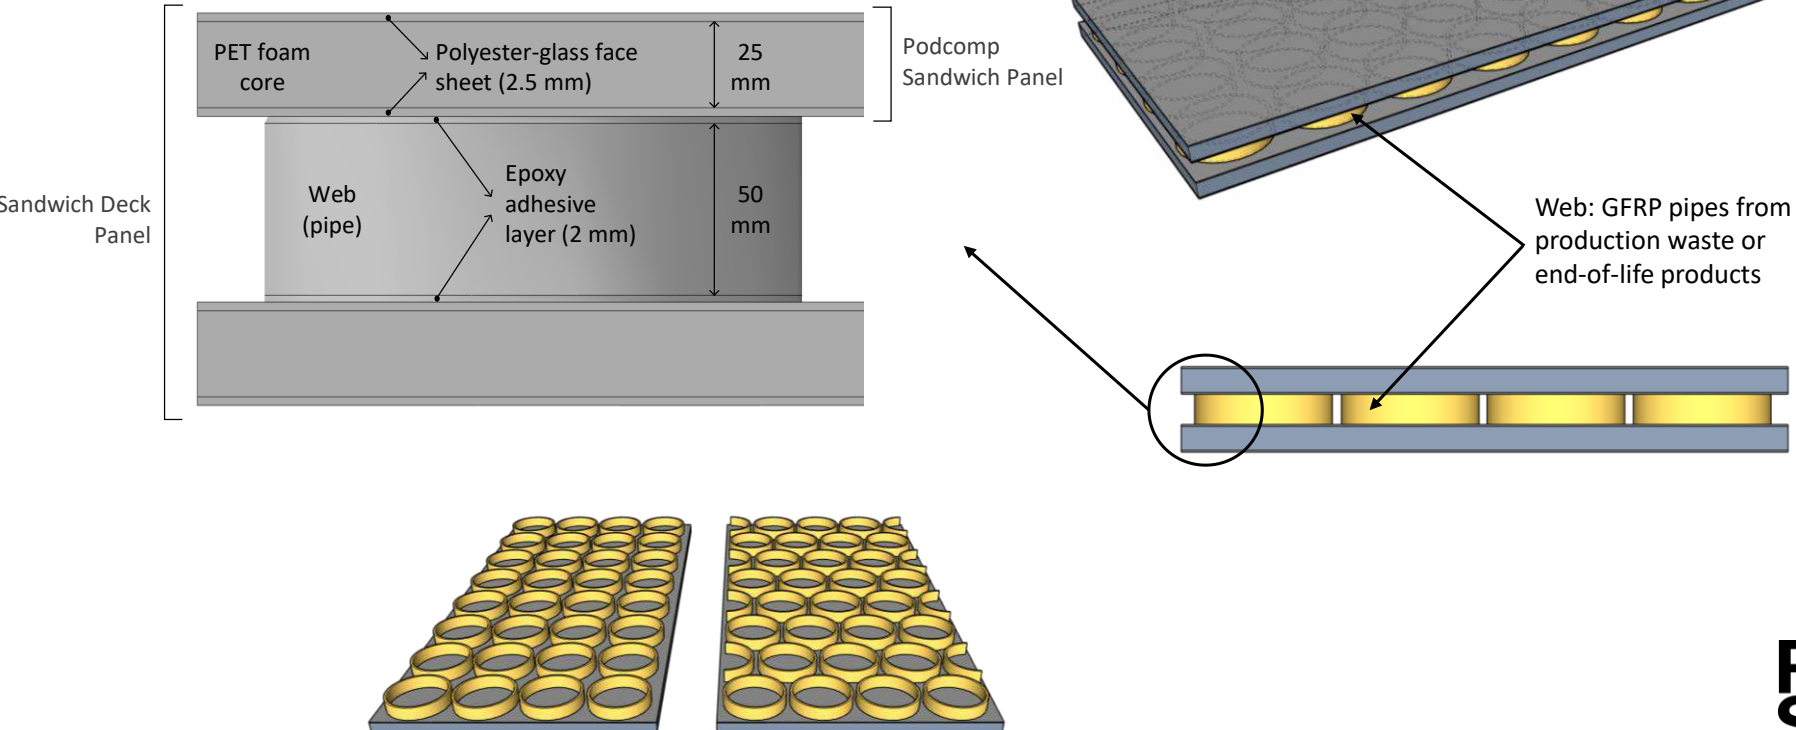 PET foam
core
Polyester-glass face
sheet (2.5 mm)
25
mm
Podcomp
Sandwich Panel
Sandwich Deck
Panel
Web
(pipe)
Epoxy
adhesive
layer (2 mm)
50
mm
Web: GFRP pipes from
production waste or
end-of-life products